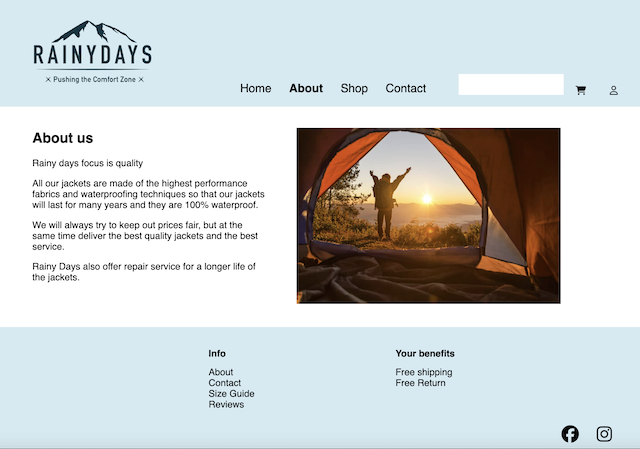 RAINYDAYS
× Pushing the Comfort Zone ×
Home About Shop Contact
About us
Rainy days focus is quality
All our jackets are made of the highest performance
fabrics and waterproofing techniques so that our jackets
will last for many years and they are 100% waterproof.
We will always try to keep out prices fair, but at the
same time deliver the best quality jackets and the best
service.
Rainy Days also offer repair service for a longer life of
the jackets.
Info
About
Contact
Size Guide
Reviews
Your benefits
Free shipping
Free Return